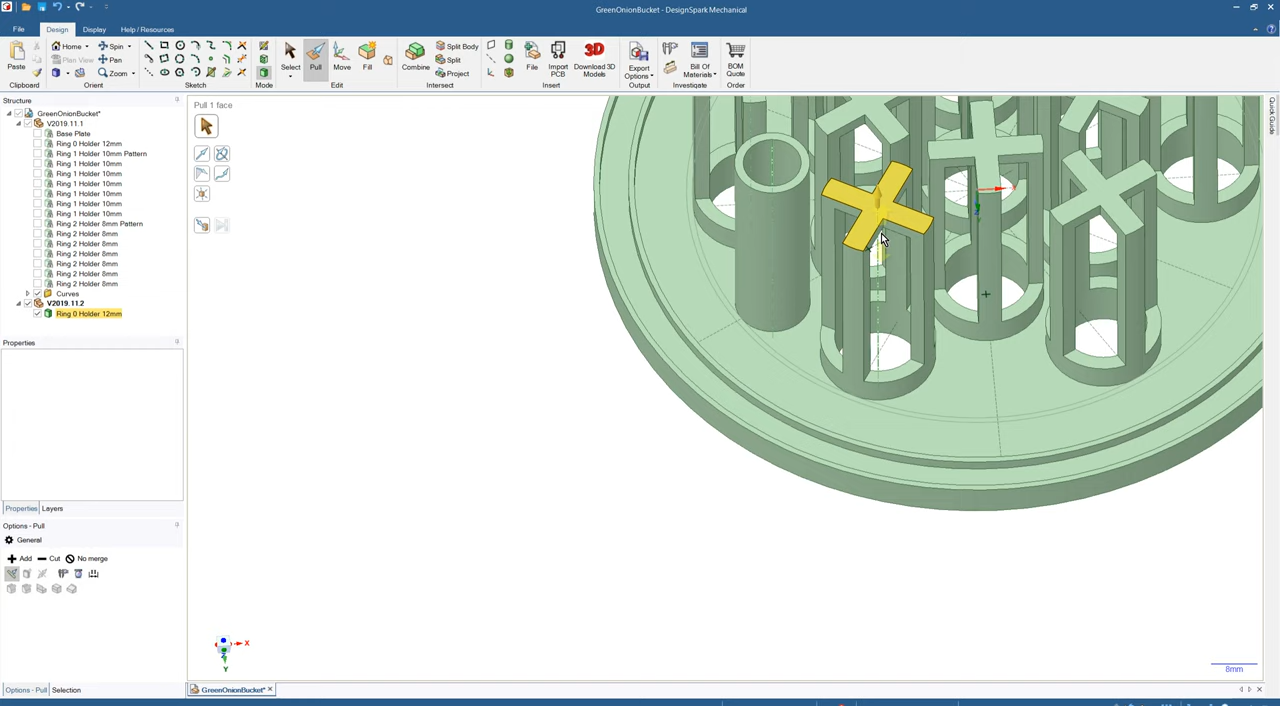 GreenOnionBucket - DesignSpark Mechanical
File Design Display Help / Resources
Home Spin
Plan View Pan
Zoom
Paste
Select Pull Move Fill
Combine
Split Body
Split
Project
File Import PCB Download 3D Models
Export Options
Bill Of Materials
BOM Quote
Clipboard Orient Sketch Mode Edit Intersect Insert Output Investigate Order
Structure
GreenOnionBucket*
V2019.11.1
Base Plate
Ring 0 Holder 12mm
Ring 1 Holder 10mm Pattern
Ring 1 Holder 10mm
Ring 1 Holder 10mm
Ring 1 Holder 10mm
Ring 1 Holder 10mm
Ring 1 Holder 10mm
Ring 1 Holder 10mm
Ring 2 Holder 8mm Pattern
Ring 2 Holder 8mm
Ring 2 Holder 8mm
Ring 2 Holder 8mm
Ring 2 Holder 8mm
Ring 2 Holder 8mm
Ring 2 Holder 8mm
Curves
V2019.11.2
Ring 0 Holder 12mm
Properties
Properties Layers
Options - Pull
General
Add Cut No merge
Options - Pull Selection
Pull 1 face
X
Z
Y
8mm
GreenOnionBucket*
Quick Guide